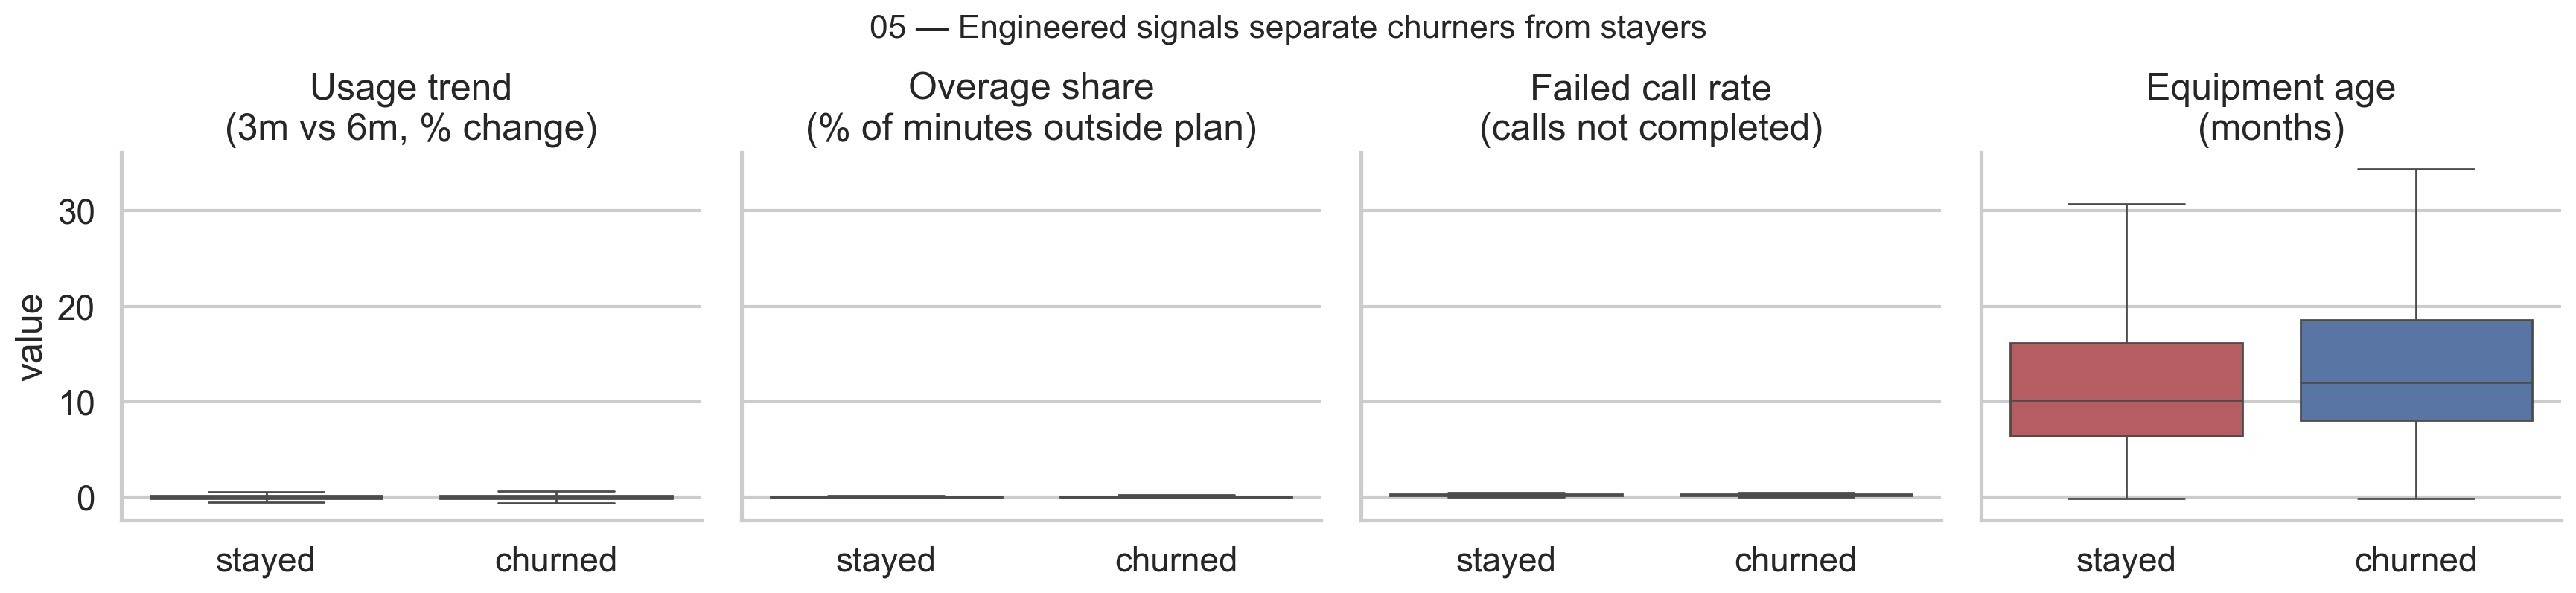 05 — Engineered signals separate churners from stayers
Usage trend
(3m vs 6m, % change)
Overage share
(% of minutes outside plan)
Failed call rate
(calls not completed)
Equipment age
(months)
value
30
20
10
0
stayed
churned
stayed
churned
stayed
churned
stayed
churned